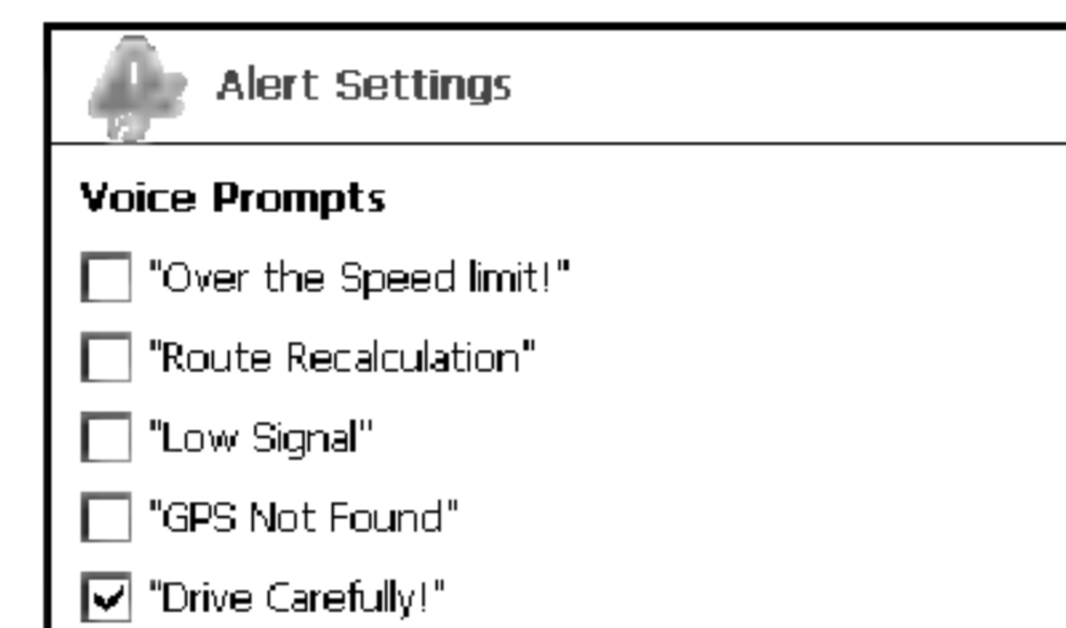 Alert Settings
Voice Prompts
"Over the Speed limit!"
"Route Recalculation"
"Low Signal"
"GPS Not Found"
"Drive Carefully!"